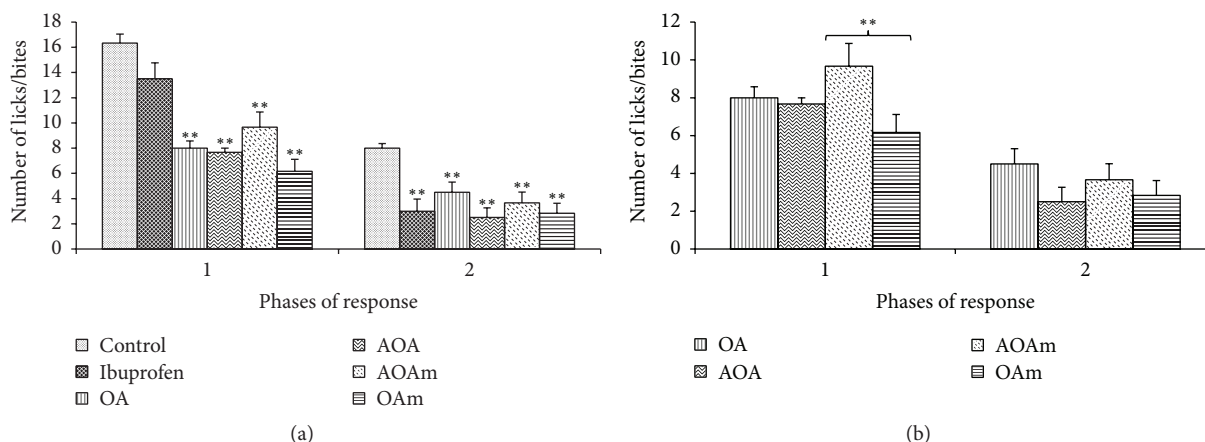 18
16
14
12
10
8
6
4
2
0
Number of licks/bites
** ** ** **
** ** ** ** **
1 2
Phases of response
Control
Ibuprofen
OA
AOA
AOAm
OAm
(a)
12
10
8
6
4
2
0
Number of licks/bites
**
1 2
Phases of response
OA
AOA
AOAm
OAm
(b)